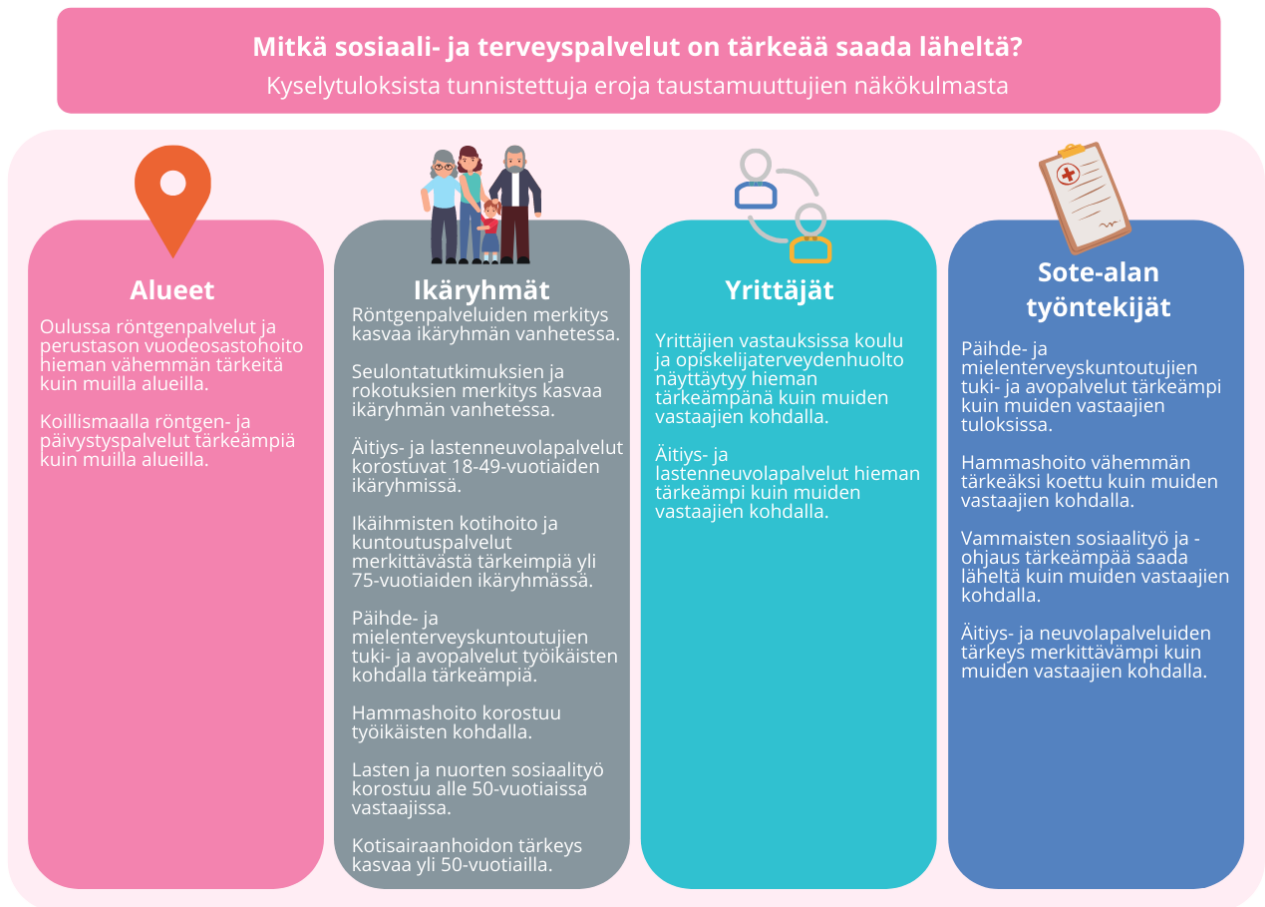 Mitkä sosiaali- ja terveyspalvelut on tärkeää saada läheltä?
Kyselytuloksista tunnistettuja eroja taustamuuttujien näkökulmasta
Alueet
Oulussa röntgenpalvelut ja
perustason vuodeosastohoito
hieman vähemmän tärkeitä
kuin muilla alueilla.
Koillismaalla röntgen- ja
päivystyspalvelut tärkeämpiä
kuin muilla alueilla.
Ikäryhmät
Röntgenpalveluiden merkitys
kasvaa ikäryhmän vanhetessa.
Seulontatutkimuksien ja
rokotuksien merkitys kasvaa
ikäryhmän vanhetessa.
Äitiys- ja lastenneuvolapalvelut
korostuvat 18-49-vuotiaiden
ikäryhmissä.
Ikäihmisten kotihoito ja
kuntoutuspalvelut
merkittävästä tärkeimpiä yli
75-vuotiaiden ikäryhmässä.
Päihde- ja
mielenterveyskuntoutujien
tuki- ja avopalvelut työikäisten
kohdalla tärkeämpiä.
Hammashoito korostuu
työikäisten kohdalla.
Lasten ja nuorten sosiaalityö
korostuu alle 50-vuotiaissa
vastaajissa.
Kotisairaanhoidon tärkeys
kasvaa yli 50-vuotiailla.
Yrittäjät
Yrittäjien vastauksissa koulu
ja opiskelijaterveydenhuolto
näyttäytyy hieman
tärkeämpänä kuin muiden
vastaajien kohdalla.
Äitiys- ja
lastenneuvolapalvelut hieman
tärkeämpi kuin muiden
vastaajien kohdalla.
Sote-alan
työntekijät
Päihde- ja
mielenterveyskuntoutujien
tuki- ja avopalvelut tärkeämpi
kuin muiden vastaajien
tuloksissa.
Hammashoito vähemmän
tärkeäksi koettu kuin muiden
vastaajien kohdalla.
Vammaisten sosiaalityö ja -
ohjaus tärkeämpää saada
läheltä kuin muiden vastaajien
kohdalla.
Äitiys- ja neuvolapalveluiden
tärkeys merkittävämpi kuin
muiden vastaajien kohdalla.